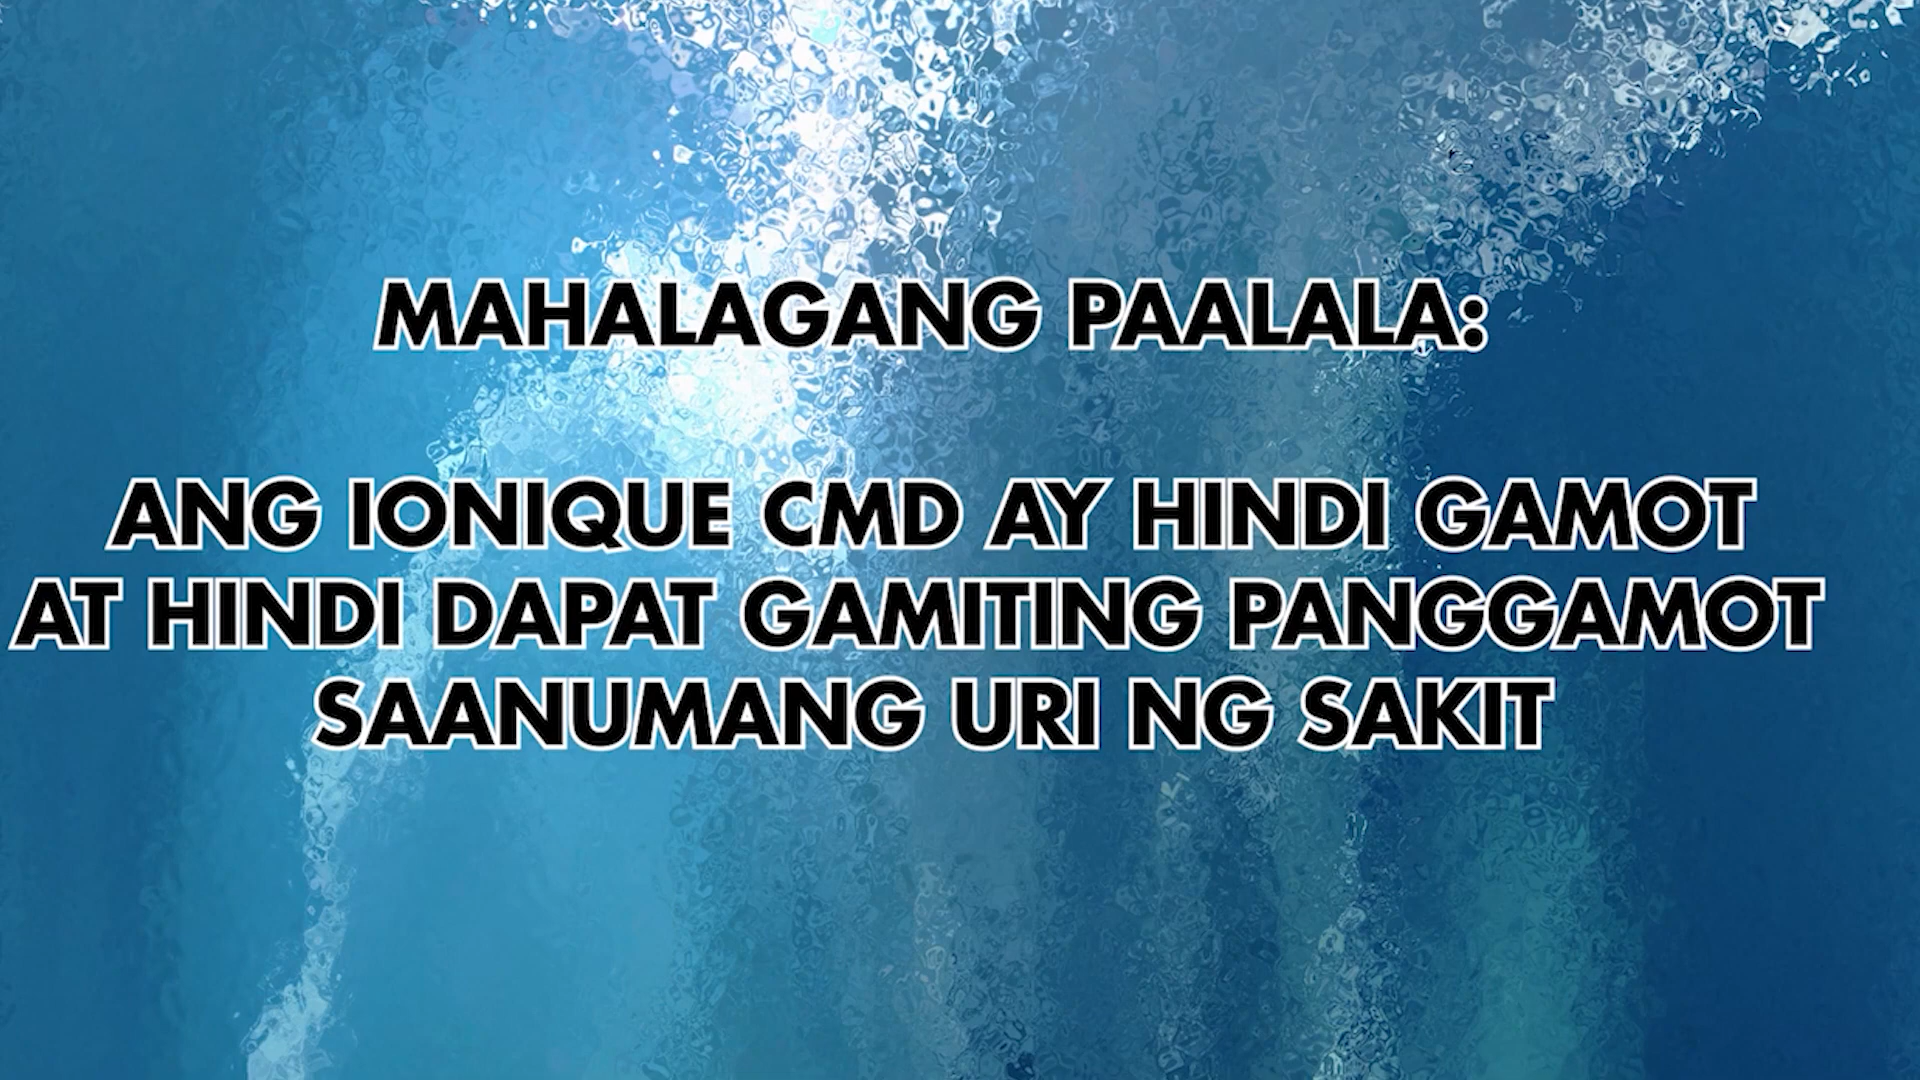 MAHALAGANG PAALALA:
ANG IONIQUE CMD AY HINDI GAMOT
AT HINDI DAPAT GAMITING PANGGAMOT
SAANUMANG URI NG SAKIT